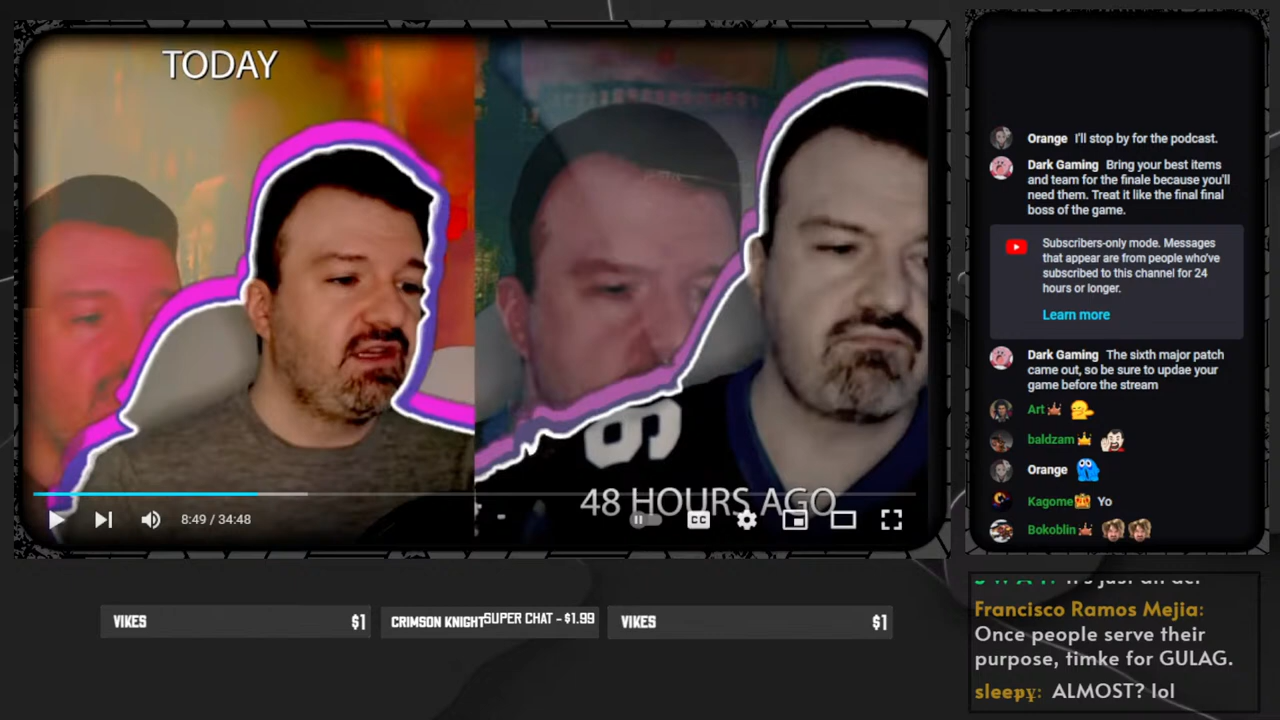 TODAY
48 HOURS AGO
8:49 / 34:48
CC
Orange I'll stop by for the podcast.
Dark Gaming Bring your best items
and team for the finale because you'll
need them. Treat it like the final final
boss of the game.
Subscribers-only mode. Messages
that appear are from people who've
subscribed to this channel for 24
hours or longer.
Learn more
Dark Gaming The sixth major patch
came out, so be sure to updae your
game before the stream
Art
baldzam
Orange
Kagome Yo
Bokoblin
VIKES $1
CRIMSON KNIGHT SUPER CHAT - $1.99
VIKES $1
Francisco Ramos Mejia:
Once people serve their
purpose, timke for GULAG.
sleepy: ALMOST? lol